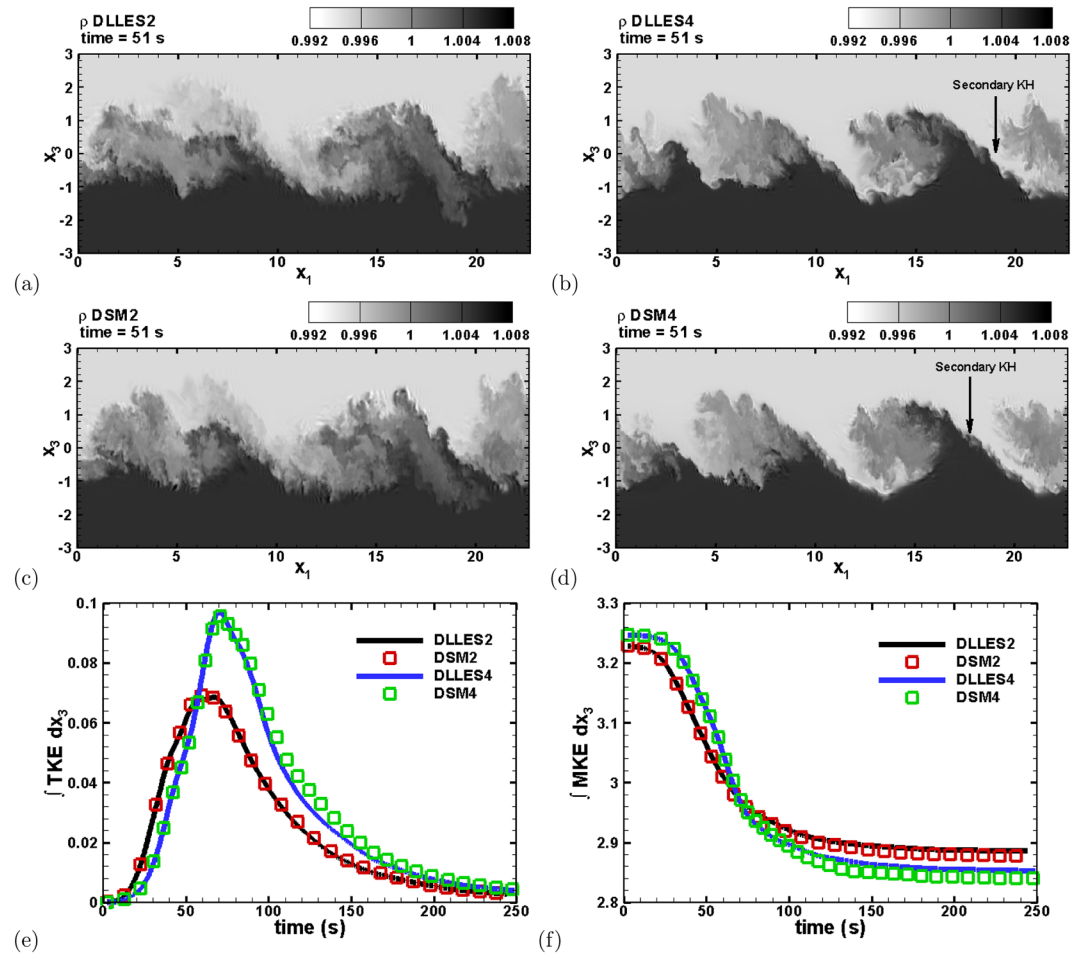 ρ DLLES2
time = 51 s
0.992 0.996 1 1.004 1.008
3
2
1
0
-1
-2
-3
x3
0 5 10 15 20
x1
(a)
ρ DLLES4
time = 51 s
0.992 0.996 1 1.004 1.008
Secondary KH
3
2
1
0
-1
-2
-3
x3
0 5 10 15 20
x1
(b)
ρ DSM2
time = 51 s
0.992 0.996 1 1.004 1.008
3
2
1
0
-1
-2
-3
x3
0 5 10 15 20
x1
(c)
ρ DSM4
time = 51 s
0.992 0.996 1 1.004 1.008
Secondary KH
3
2
1
0
-1
-2
-3
x3
0 5 10 15 20
x1
(d)
0.1
0.08
0.06
0.04
0.02
0
∫ TKE dx3
DLLES2
DSM2
DLLES4
DSM4
0 50 100 150 200 250
time (s)
(e)
3.3
3.2
3.1
3
2.9
2.8
∫ MKE dx3
DLLES2
DSM2
DLLES4
DSM4
0 50 100 150 200 250
time (s)
(f)